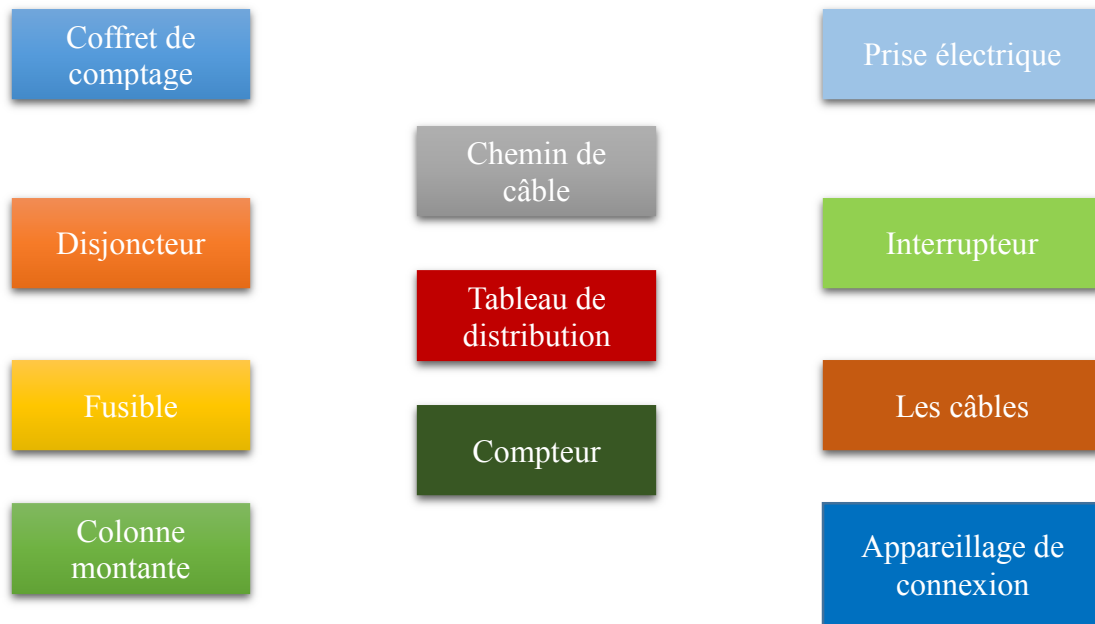 Coffret de
comptage
Prise électrique
Chemin de
câble
Disjoncteur
Interrupteur
Tableau de
distribution
Fusible
Les câbles
Compteur
Colonne
montante
Appareillage de
connexion